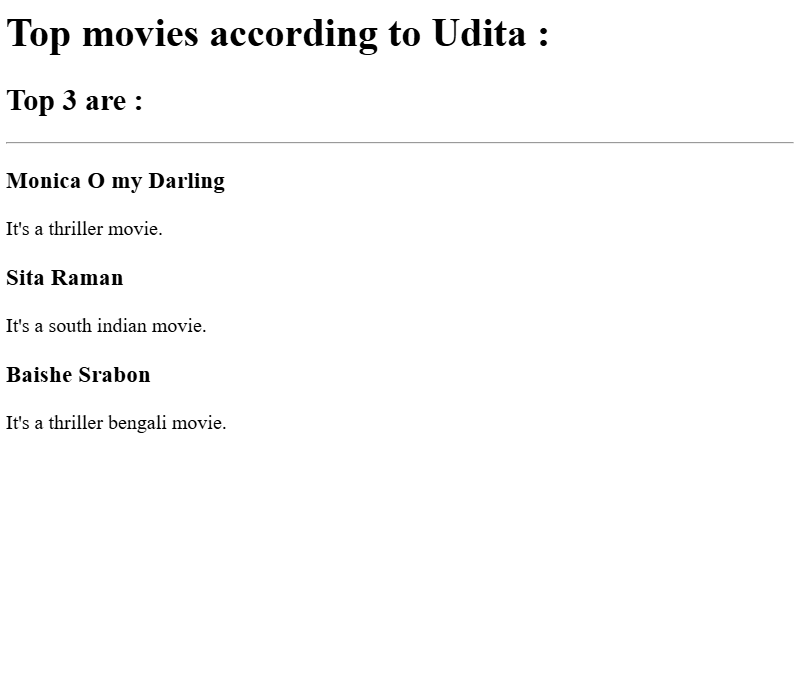 Top movies according to Udita :
Top 3 are :
Monica O my Darling
It's a thriller movie.
Sita Raman
It's a south indian movie.
Baishe Srabon
It's a thriller bengali movie.